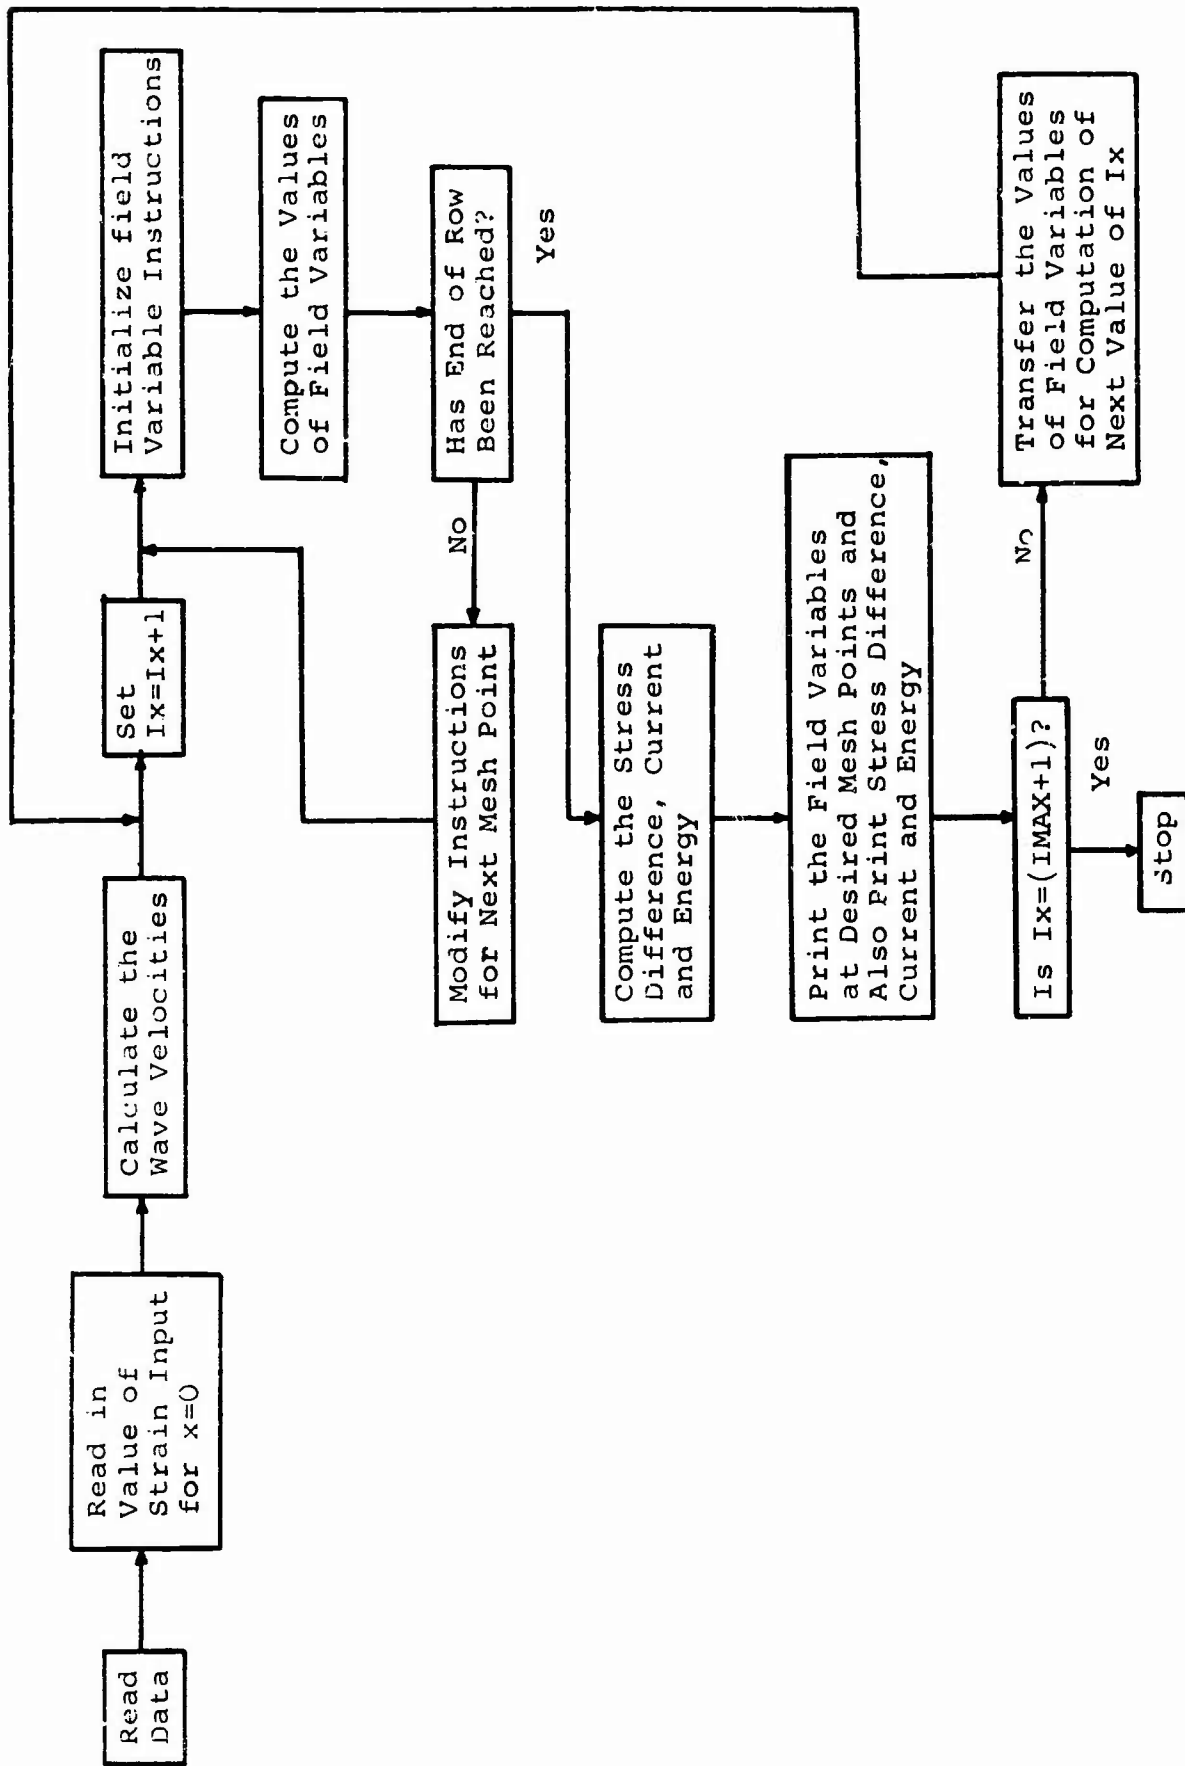 Read
Data
Read in
Value of
Strain Input
for x=0
Calculate the
Wave Velocities
Set
Ix=Ix+1
Initialize field
Variable Instructions
Compute the Values
of Field Variables
Has End of Row
Been Reached?
No
Yes
Modify Instructions
for Next Mesh Point
Compute the Stress
Difference, Current
and Energy
Print the Field Variables
at Desired Mesh Points and
Also Print Stress Difference,
Current and Energy
Is Ix=(IMAX+1)?
No
Yes
Transfer the Values
of Field Variables
for Computation of
Next Value of Ix
Stop